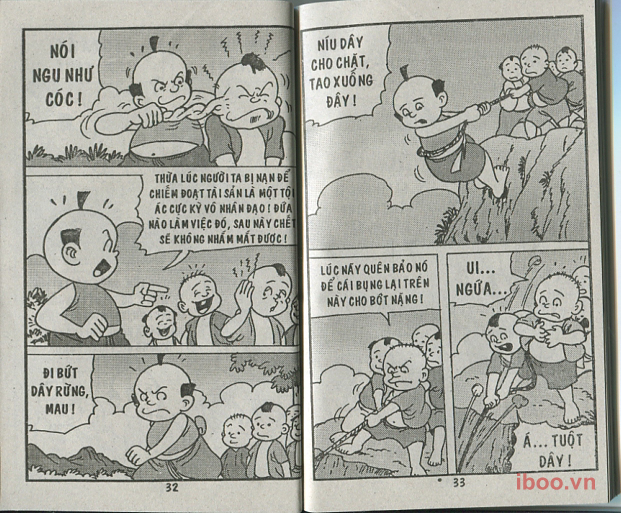 NÓI
NGU NHƯ
CÓC !
THỪA LÚC NGƯỜI TA BỊ NẠN ĐỂ
CHIẾM ĐOẠT TÀI SẢN LÀ MỘT TỘI
ÁC CỰC KỲ VÔ NHÂN ĐẠO ! ĐỨA
NÀO LÀM VIỆC ĐÓ, SAU NÀY CHẾT
SẼ KHÔNG NHẮM MẮT ĐƯỢC !
ĐI BỨT
DÂY RỪNG,
MAU !
32
NÍU DÂY
CHO CHẶT,
TAO XUỐNG
ĐÂY !
LÚC NÃY QUÊN BẢO NÓ
ĐỂ CÁI BỤNG LẠI TRÊN
NÀY CHO BỚT NẶNG !
UI...
NGỨA...
Á... TUỘT
DÂY !
33
iboo.vn